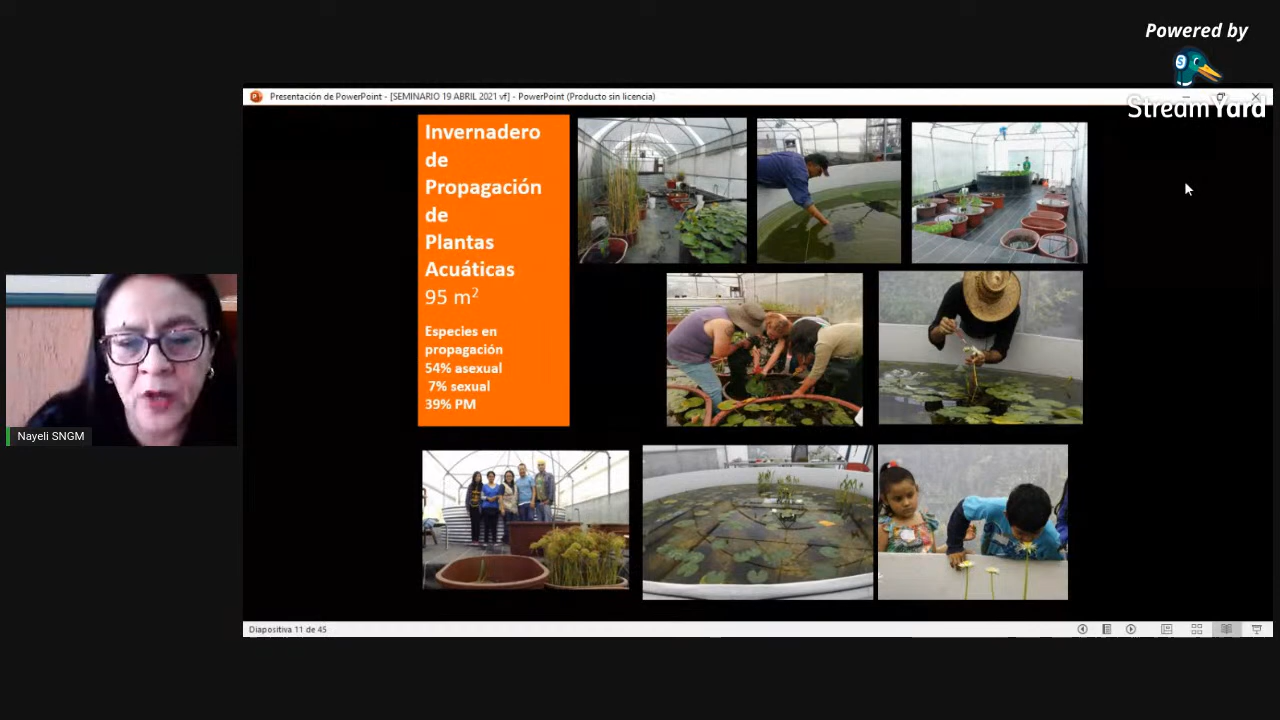 Powered by
StreamYard
Presentación de PowerPoint - [SEMINARIO 19 ABRIL 2021 vf] - PowerPoint (Producto sin licencia)
Invernadero
de
Propagación
de
Plantas
Acuáticas
95 m²
Especies en
propagación
54% asexual
7% sexual
39% PM
Nayeli SNGM
Diapositiva 11 de 45